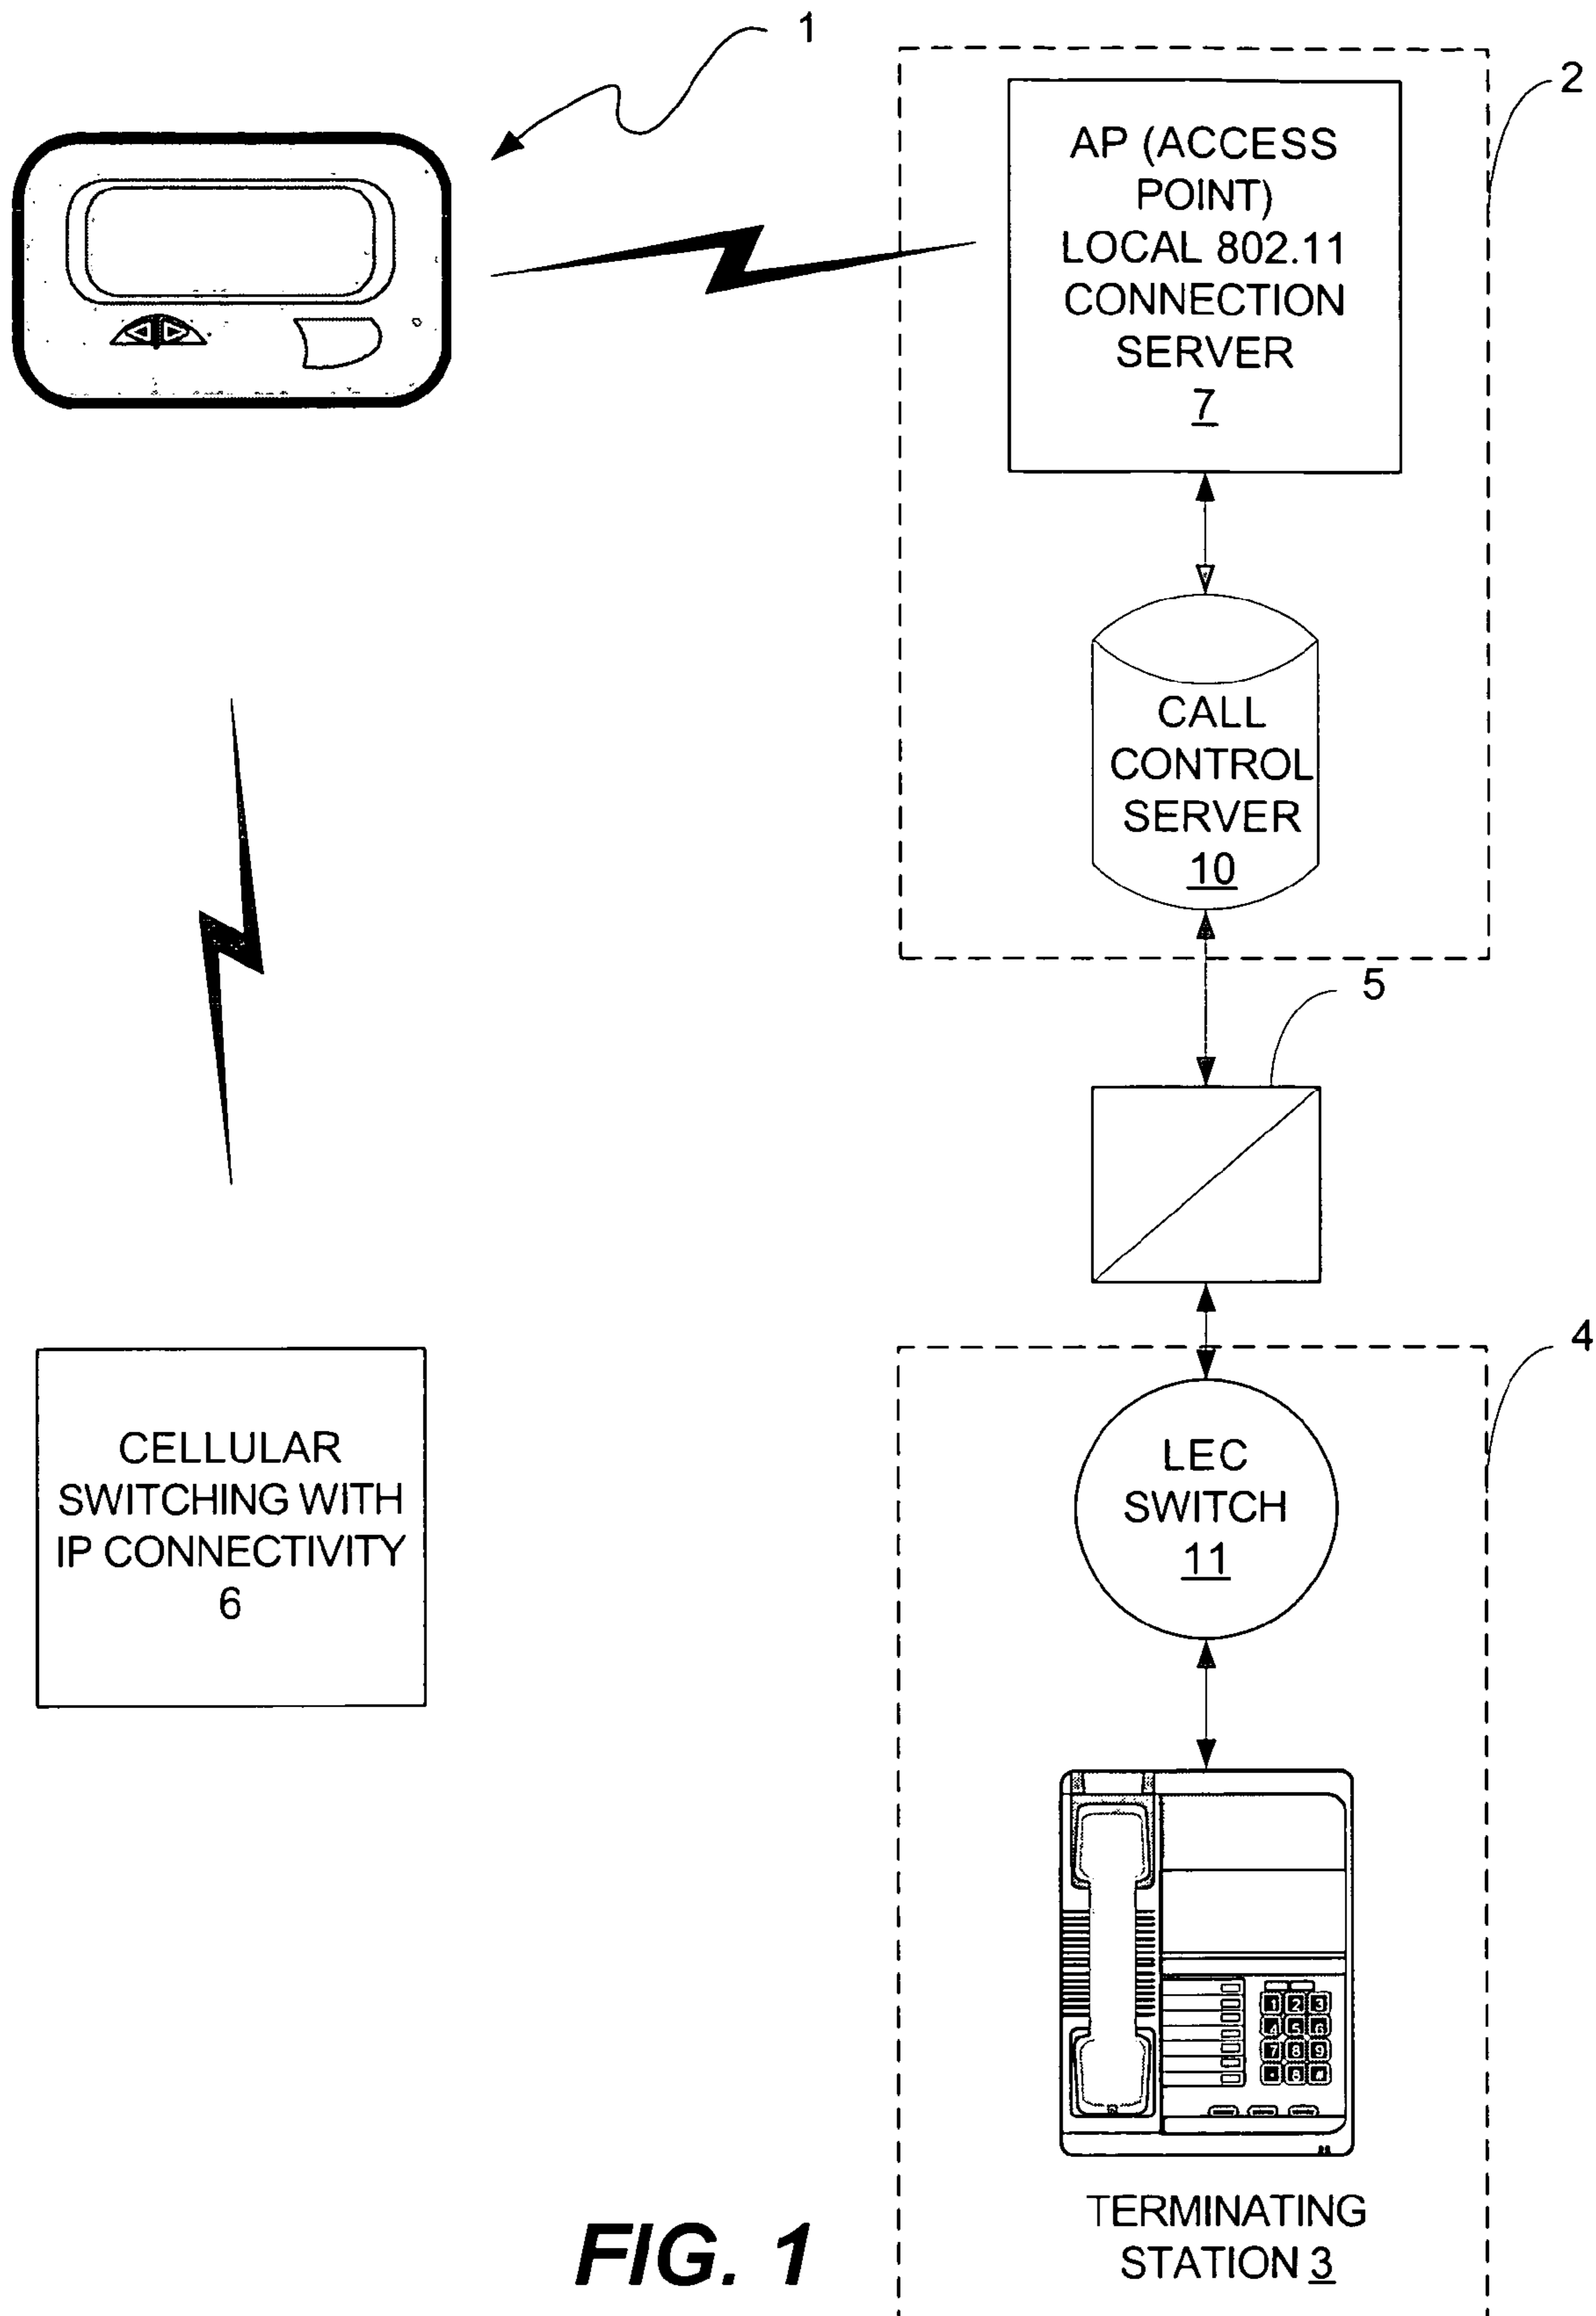 1
2
AP (ACCESS
POINT)
LOCAL 802.11
CONNECTION
SERVER
7
CALL
CONTROL
SERVER
10
5
4
CELLULAR
SWITCHING WITH
IP CONNECTIVITY
6
LEC
SWITCH
11
1 2 3
4 5 6
7 8 9
TERMINATING
STATION 3
FIG. 1